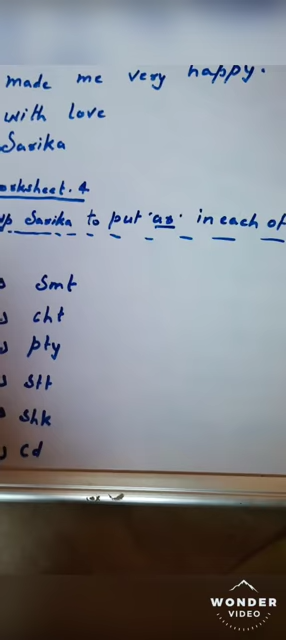 made me very happy.
with love
Sarika
orksheet. 4
up Sarika to put 'ar' in each of
smt
cht
pty
stt
shk
cd
WONDER
VIDEO